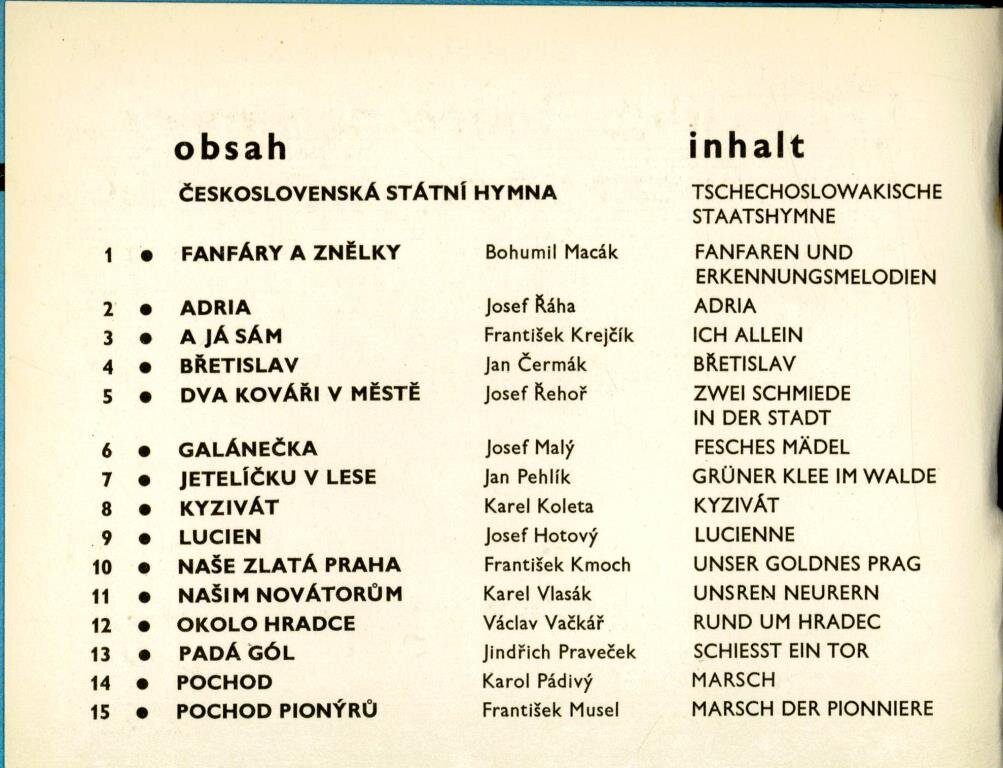 obsah inhalt
ČESKOSLOVENSKÁ STÁTNÍ HYMNA TSCHECHOSLOWAKISCHE
STAATSHYMNE
1 ● FANFÁRY A ZNĚLKY Bohumil Macák FANFAREN UND
ERKENNUNGSMELODIEN
2 ● ADRIA Josef Řáha ADRIA
3 ● A JÁ SÁM František Krejčík ICH ALLEIN
4 ● BŘETISLAV Jan Čermák BŘETISLAV
5 ● DVA KOVÁŘI V MĚSTĚ Josef Řehoř ZWEI SCHMIEDE
IN DER STADT
6 ● GALÁNEČKA Josef Malý FESCHES MÄDEL
7 ● JETELÍČKU V LESE Jan Pehlík GRÜNER KLEE IM WALDE
8 ● KYZIVÁT Karel Koleta KYZIVÁT
9 ● LUCIEN Josef Hotový LUCIENNE
10 ● NAŠE ZLATÁ PRAHA František Kmoch UNSER GOLDNES PRAG
11 ● NAŠIM NOVÁTORŮM Karel Vlasák UNSREN NEURERN
12 ● OKOLO HRADCE Václav Vačkář RUND UM HRADEC
13 ● PADÁ GÓL Jindřich Praveček SCHIESST EIN TOR
14 ● POCHOD Karol Pádivý MARSCH
15 ● POCHOD PIONÝRŮ František Musel MARSCH DER PIONNIERE